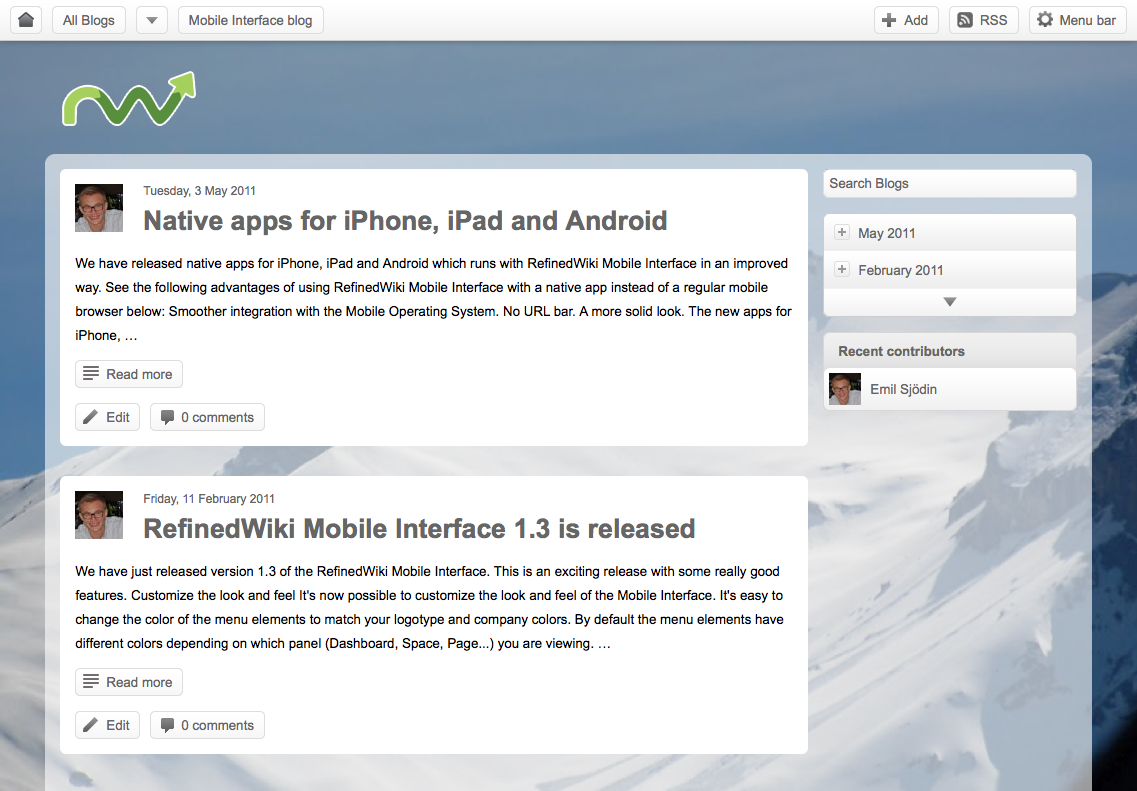 All Blogs
Mobile Interface blog
Add
RSS
Menu bar
Tuesday, 3 May 2011
Native apps for iPhone, iPad and Android
We have released native apps for iPhone, iPad and Android which runs with RefinedWiki Mobile Interface in an improved
way. See the following advantages of using RefinedWiki Mobile Interface with a native app instead of a regular mobile
browser below: Smoother integration with the Mobile Operating System. No URL bar. A more solid look. The new apps for
iPhone, …
Read more
Edit
0 comments
Friday, 11 February 2011
RefinedWiki Mobile Interface 1.3 is released
We have just released version 1.3 of the RefinedWiki Mobile Interface. This is an exciting release with some really good
features. Customize the look and feel It's now possible to customize the look and feel of the Mobile Interface. It's easy to
change the color of the menu elements to match your logotype and company colors. By default the menu elements have
different colors depending on which panel (Dashboard, Space, Page...) you are viewing. …
Read more
Edit
0 comments
Search Blogs
May 2011
February 2011
Recent contributors
Emil Sjödin